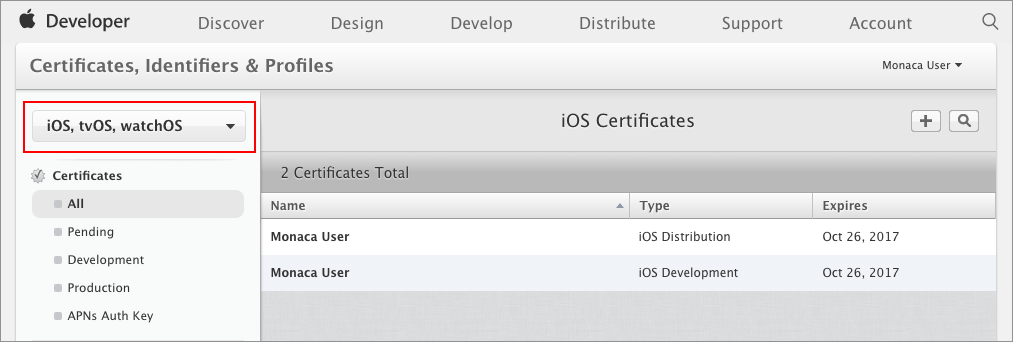 Developer Discover Design Develop Distribute Support Account
Certificates, Identifiers & Profiles
Monaca User
iOS, tvOS, watchOS
iOS Certificates
Certificates
All
Pending
Development
Production
APNs Auth Key
2 Certificates Total
Name Type Expires
Monaca User iOS Distribution Oct 26, 2017
Monaca User iOS Development Oct 26, 2017